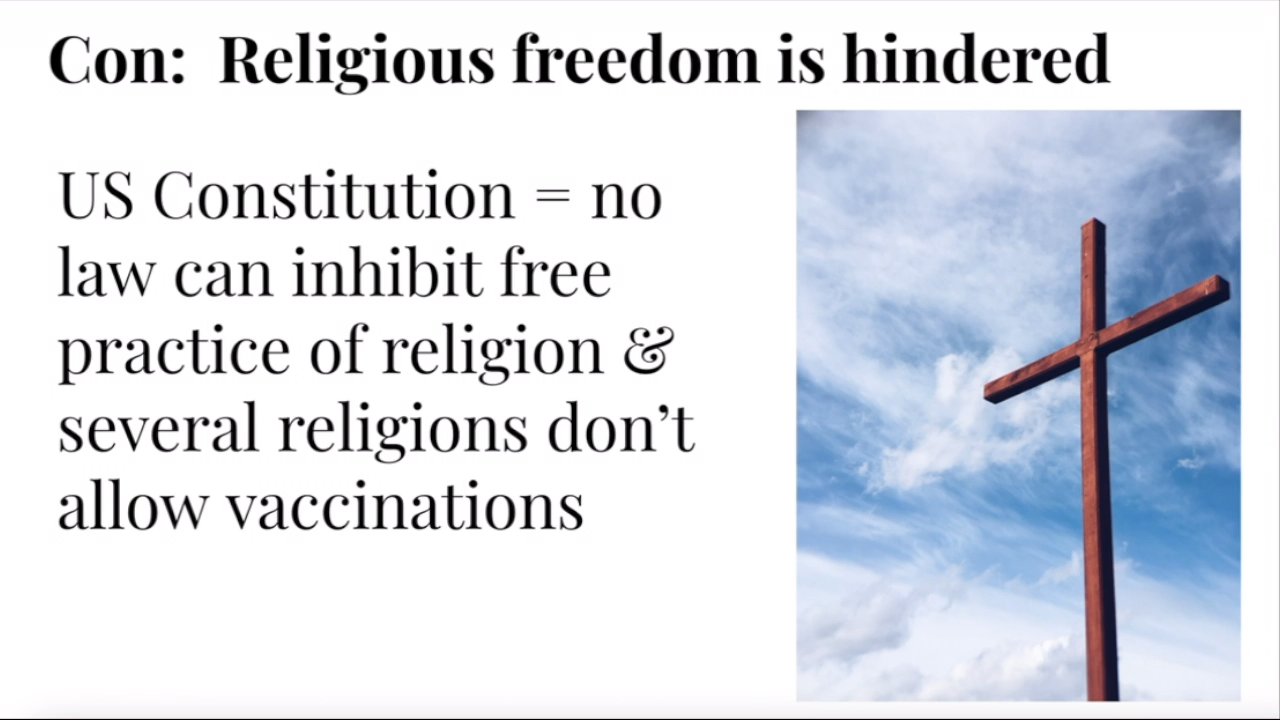 Con:  Religious freedom is hindered
US Constitution = no
law can inhibit free
practice of religion &
several religions don’t
allow vaccinations